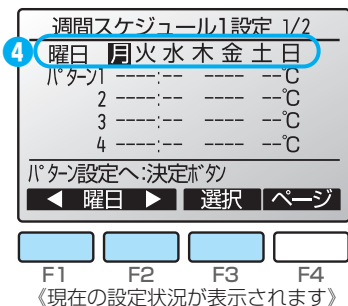 週間スケジュール1設定 1/2
4 曜日 月 火 水 木 金 土 日
ﾊﾟﾀｰﾝ1 ----:-- ---- --℃
2 ----:-- ---- --℃
3 ----:-- ---- --℃
4 ----:-- ---- --℃
ﾊﾟﾀｰﾝ設定へ:決定ﾎﾞﾀﾝ
◀ 曜日 ▶ 選択 ページ
F1 F2 F3 F4
《現在の設定状況が表示されます》